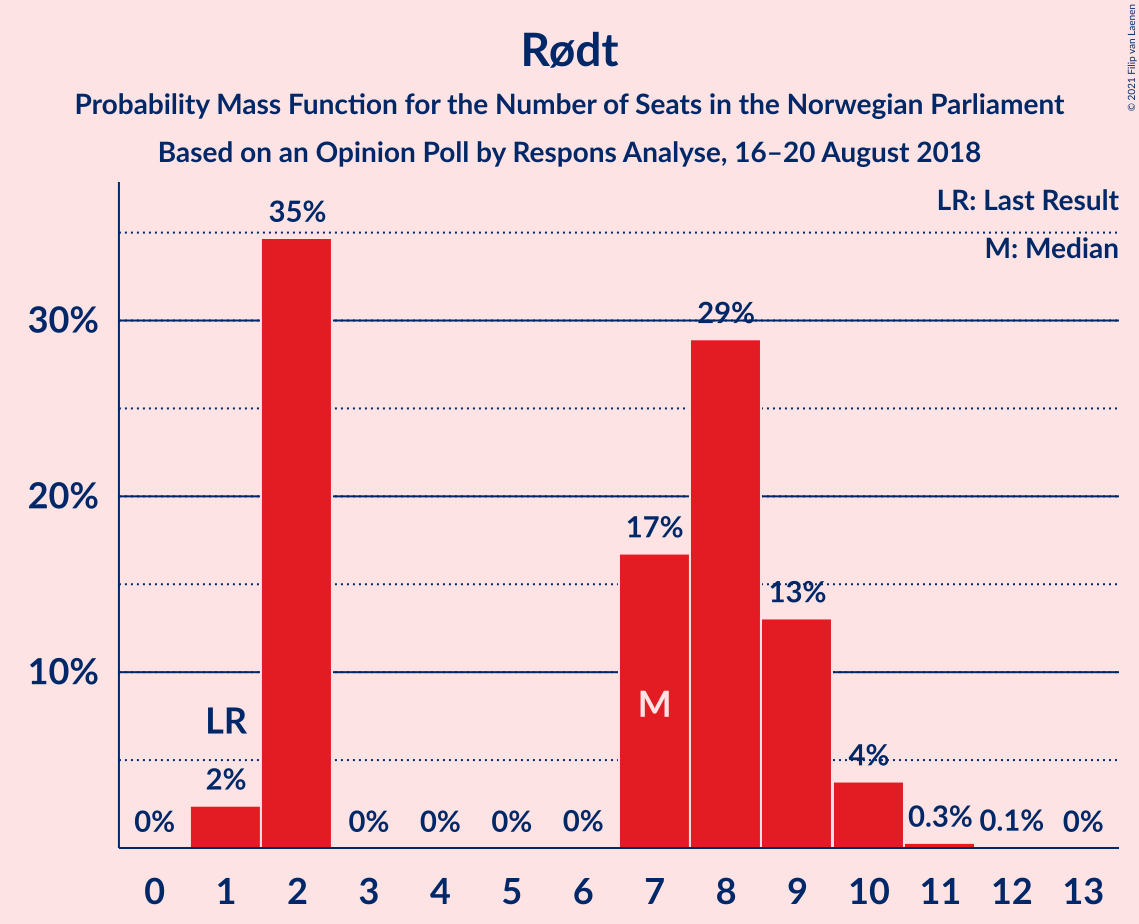 Rødt
Probability Mass Function for the Number of Seats in the Norwegian Parliament
Based on an Opinion Poll by Respons Analyse, 16–20 August 2018
© 2021 Filip van Laenen
LR: Last Result
M: Median
30%
20%
10%
0%
LR
2%
35%
0%
0%
0%
0%
17%
M
29%
13%
4%
0.3%
0.1%
0%
0 1 2 3 4 5 6 7 8 9 10 11 12 13